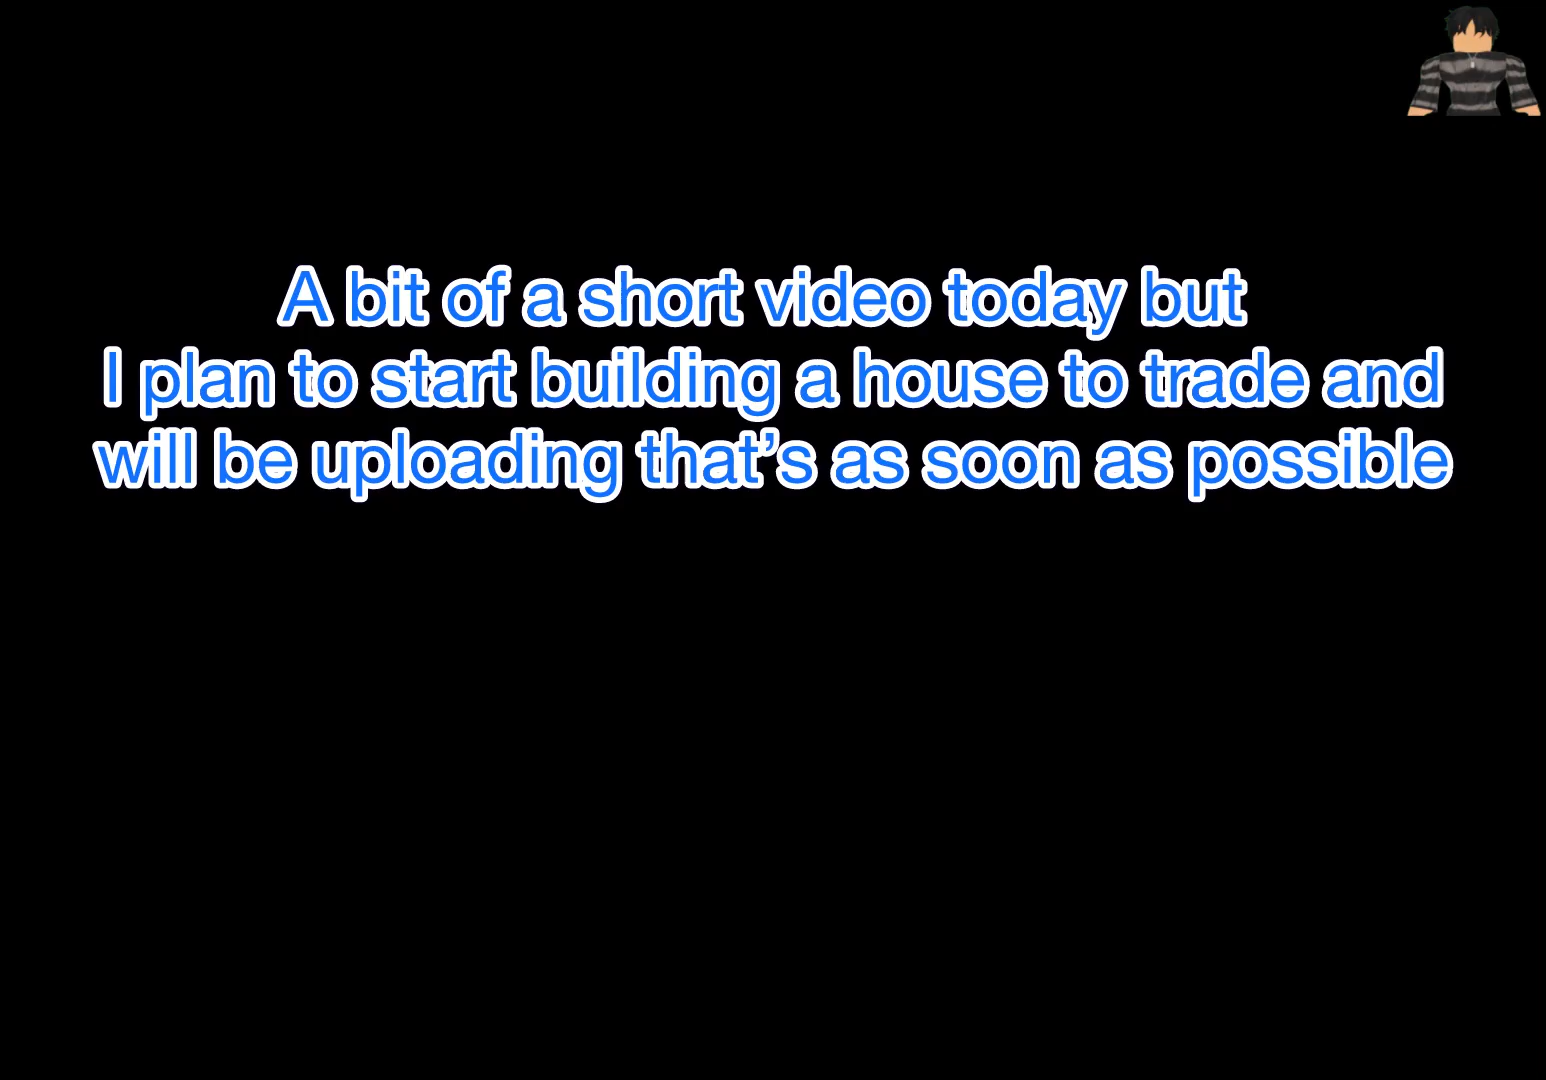 A bit of a short video today but
I plan to start building a house to trade and
will be uploading that’s as soon as possible